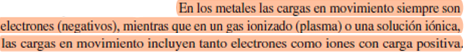 En los metales las cargas en movimiento siempre son
electrones (negativos), mientras que en un gas ionizado (plasma) o una solución iónica,
las cargas en movimiento incluyen tanto electrones como iones con carga positiva.